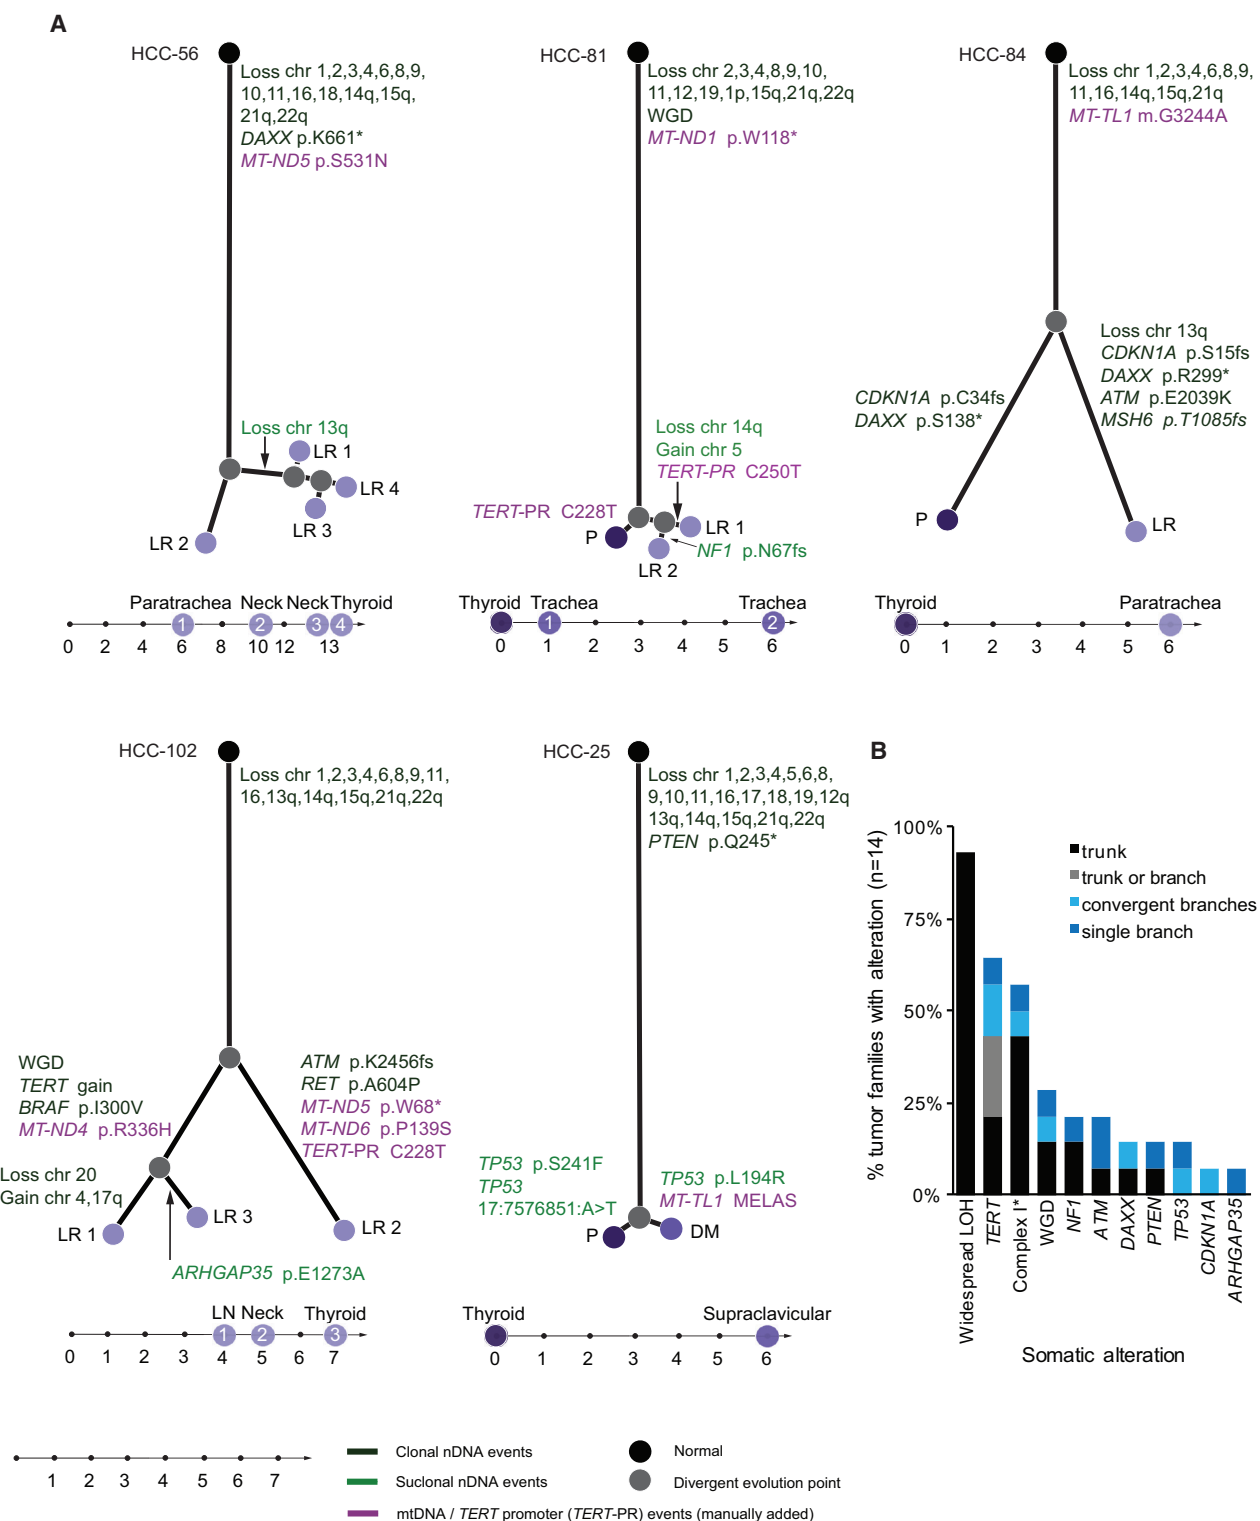 A
HCC-56
Loss chr 1,2,3,4,6,8,9,
10,11,16,18,14q,15q,
21q,22q
DAXX p.K661*
MT-ND5 p.S531N
Loss chr 13q
LR 1
LR 4
LR 3
LR 2
Paratrachea Neck Neck Thyroid
1 2 3 4
0 2 4 6 8 10 12 13
HCC-81
Loss chr 2,3,4,8,9,10,
11,12,19,1p,15q,21q,22q
WGD
MT-ND1 p.W118*
Loss chr 14q
Gain chr 5
TERT-PR C250T
TERT-PR C228T
P
LR 1
NF1 p.N67fs
LR 2
Thyroid Trachea Trachea
1 2
0 1 2 3 4 5 6
HCC-84
Loss chr 1,2,3,4,6,8,9,
11,16,14q,15q,21q
MT-TL1 m.G3244A
CDKN1A p.C34fs
DAXX p.S138*
Loss chr 13q
CDKN1A p.S15fs
DAXX p.R299*
ATM p.E2039K
MSH6 p.T1085fs
P
LR
Thyroid Paratrachea
0 1 2 3 4 5 6
HCC-102
Loss chr 1,2,3,4,6,8,9,11,
16,13q,14q,15q,21q,22q
WGD
TERT gain
BRAF p.I300V
MT-ND4 p.R336H
ATM p.K2456fs
RET p.A604P
MT-ND5 p.W68*
MT-ND6 p.P139S
TERT-PR C228T
Loss chr 20
Gain chr 4,17q
LR 1
LR 3
LR 2
ARHGAP35 p.E1273A
LN Neck Thyroid
1 2 3
0 1 2 3 4 5 6 7
HCC-25
Loss chr 1,2,3,4,5,6,8,
9,10,11,16,17,18,19,12q
13q,14q,15q,21q,22q
PTEN p.Q245*
TP53 p.S241F
TP53
17:7576851:A>T
TP53 p.L194R
MT-TL1 MELAS
P
DM
Thyroid Supraclavicular
0 1 2 3 4 5 6
B
% tumor families with alteration (n=14)
100%
75%
50%
25%
0%
trunk
trunk or branch
convergent branches
single branch
Widespread LOH
TERT
Complex I*
WGD
NF1
ATM
DAXX
PTEN
TP53
CDKN1A
ARHGAP35
Somatic alteration
1 2 3 4 5 6 7
Clonal nDNA events
Suclonal nDNA events
mtDNA / TERT promoter (TERT-PR) events (manually added)
Normal
Divergent evolution point